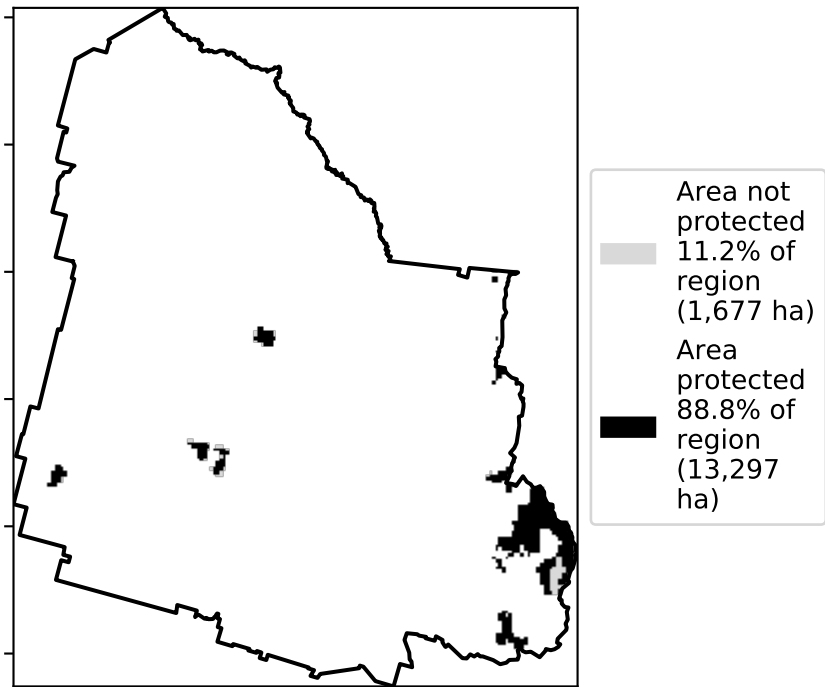 Area not
protected
11.2% of
region
(1,677 ha)
Area
protected
88.8% of
region
(13,297
ha)